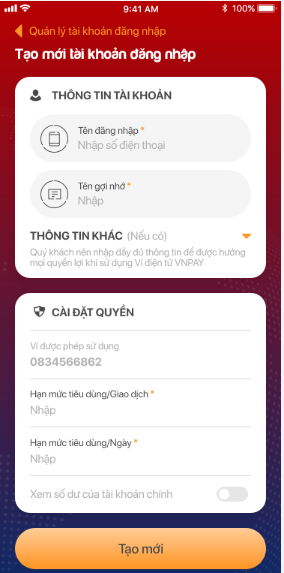 9:41 AM
100%
Quản lý tài khoản đăng nhập
Tạo mới tài khoản đăng nhập
THÔNG TIN TÀI KHOẢN
Tên đăng nhập *
Nhập số điện thoại
Tên gợi nhớ *
Nhập
THÔNG TIN KHÁC (Nếu có)
Quý khách nên nhập đầy đủ thông tin để được hưởng
mọi quyền lợi khi sử dụng Ví điện tử VNPAY
CÀI ĐẶT QUYỀN
Ví được phép sử dụng
0834566862
Hạn mức tiêu dùng/Giao dịch *
Nhập
Hạn mức tiêu dùng/Ngày *
Nhập
Xem số dư của tài khoản chính
Tạo mới